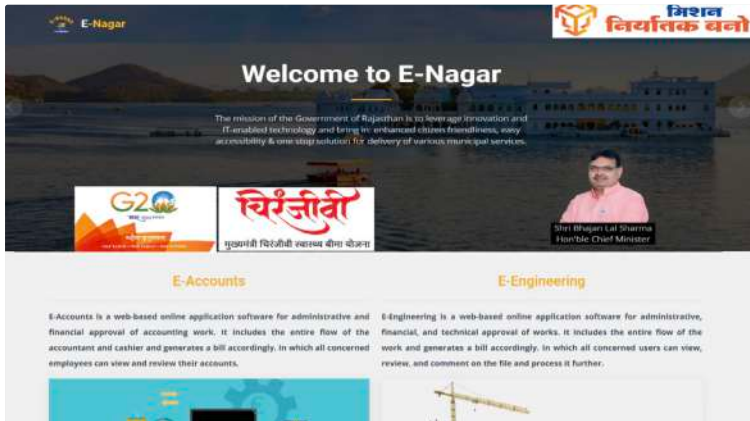 E-Nagar
मिशन
निर्यातक बनो
Welcome to E-Nagar
The mission of the Government of Rajasthan is to leverage innovation and
IT-enabled technology and bring in: enhanced citizen friendliness, easy
accessibility & one stop solution for delivery of various municipal services.
G20
चिरंजीवी
मुख्यमंत्री चिरंजीवी स्वास्थ्य बीमा योजना
Shri Bhajan Lal Sharma
Hon'ble Chief Minister
E-Accounts
E-Accounts is a web-based online application software for administrative and
financial approval of accounting work. It includes the entire flow of the
accountant and cashier and generates a bill accordingly. In which all concerned
employees can view and review their accounts.
E-Engineering
E-Engineering is a web-based online application software for administrative,
financial, and technical approval of works. It includes the entire flow of the
work and generates a bill accordingly. In which all concerned users can view,
review, and comment on the file and process it further.